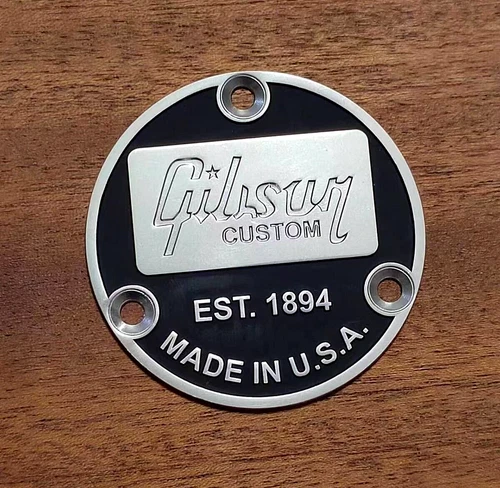 Gibson
CUSTOM
EST. 1894
MADE IN U.S.A.